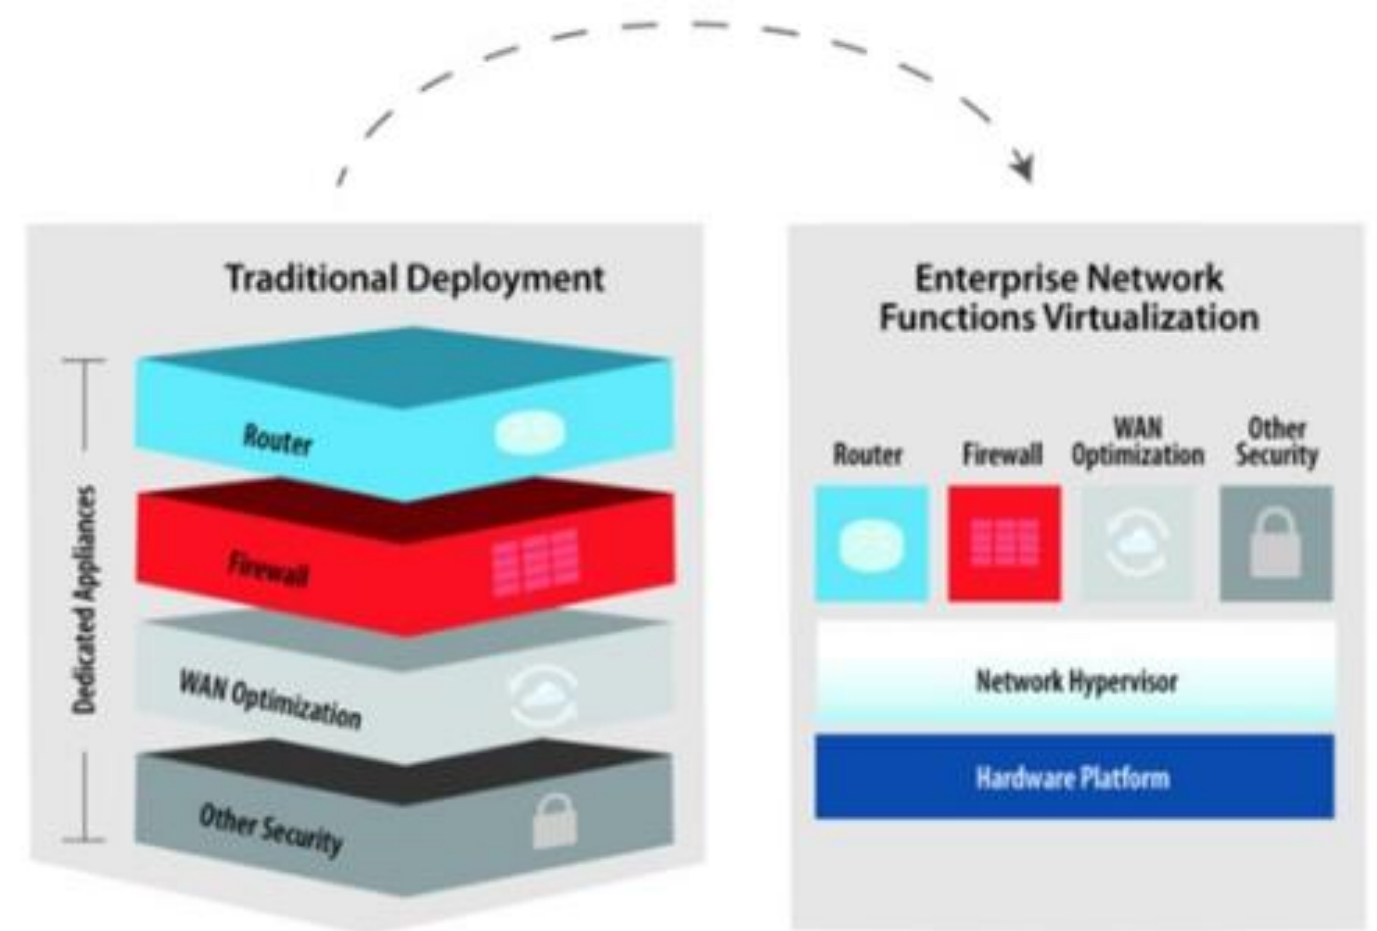 Traditional Deployment
Dedicated Appliances
Router
Firewall
WAN Optimization
Other Security
Enterprise Network
Functions Virtualization
Router
Firewall
WAN
Optimization
Other
Security
Network Hypervisor
Hardware Platform